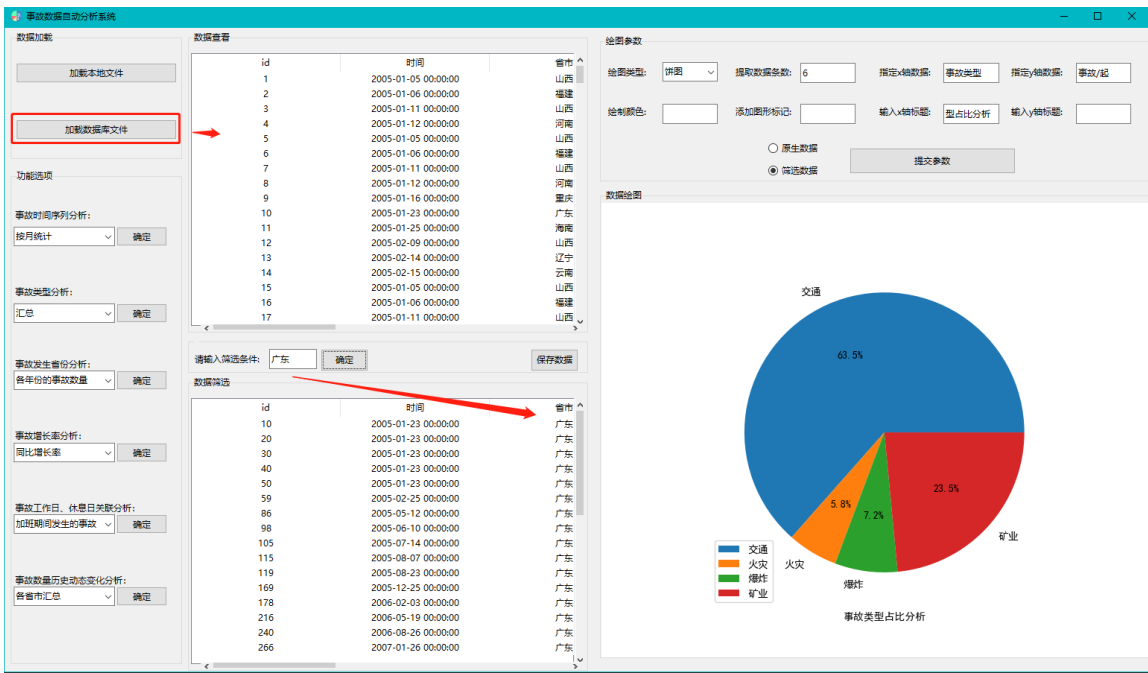 事故数据自动分析系统
数据加载
加载本地文件
加载数据库文件
功能选项
事故时间序列分析:
按月统计 确定
事故类型分析:
汇总 确定
事故发生省份分析:
各年份的事故数量 确定
事故增长率分析:
同比增长率 确定
事故工作日、休息日关联分析:
加班期间发生的事故 确定
事故数量历史动态变化分析:
各省市汇总 确定
数据查看
id 时间 省市
1 2005-01-05 00:00:00 山西
2 2005-01-06 00:00:00 福建
3 2005-01-11 00:00:00 山西
4 2005-01-12 00:00:00 河南
5 2005-01-05 00:00:00 山西
6 2005-01-06 00:00:00 福建
7 2005-01-11 00:00:00 山西
8 2005-01-12 00:00:00 河南
9 2005-01-16 00:00:00 重庆
10 2005-01-23 00:00:00 广东
11 2005-01-25 00:00:00 海南
12 2005-02-09 00:00:00 山西
13 2005-02-14 00:00:00 辽宁
14 2005-02-15 00:00:00 云南
15 2005-01-05 00:00:00 山西
16 2005-01-06 00:00:00 福建
17 2005-01-11 00:00:00 山西
请输入筛选条件: 广东 确定 保存数据
数据筛选
id 时间 省市
10 2005-01-23 00:00:00 广东
20 2005-01-23 00:00:00 广东
30 2005-01-23 00:00:00 广东
40 2005-01-23 00:00:00 广东
50 2005-01-23 00:00:00 广东
59 2005-02-25 00:00:00 广东
86 2005-05-12 00:00:00 广东
98 2005-06-10 00:00:00 广东
105 2005-07-14 00:00:00 广东
115 2005-08-07 00:00:00 广东
119 2005-08-23 00:00:00 广东
169 2005-12-25 00:00:00 广东
178 2006-02-03 00:00:00 广东
216 2006-05-19 00:00:00 广东
240 2006-08-26 00:00:00 广东
266 2007-01-26 00:00:00 广东
绘图参数
绘图类型: 饼图 提取数据条数: 6 指定x轴数据: 事故类型 指定y轴数据: 事故/起
绘制颜色: 添加图形标记: 输入x轴标题: 型占比分析 输入y轴标题:
原生数据
筛选数据
提交参数
数据绘图
交通
63.5%
23.5%
5.8%
7.2%
矿业
火灾
爆炸
交通
火灾
爆炸
矿业
事故类型占比分析